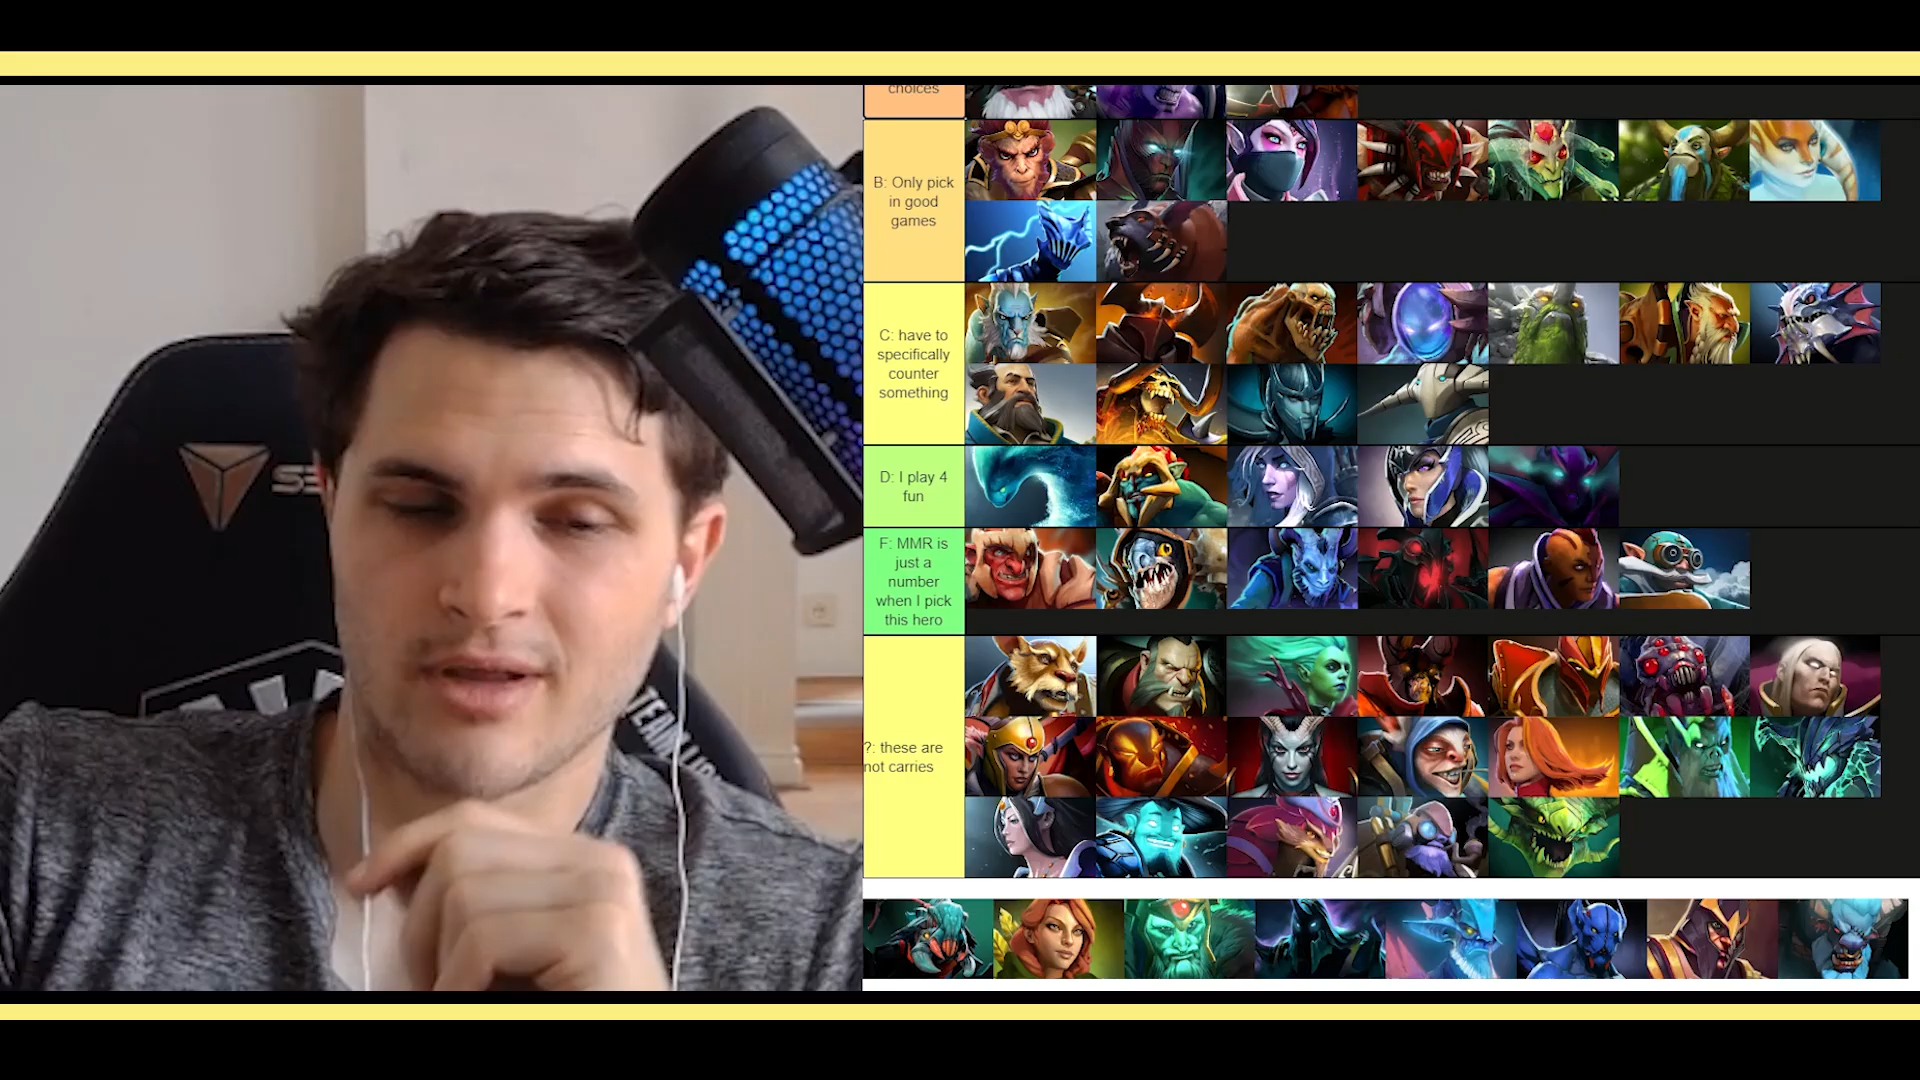 choices
B: Only pick
in good
games
C: have to
specifically
counter
something
D: I play 4
fun
F: MMR is
just a
number
when I pick
this hero
?: these are
not carries